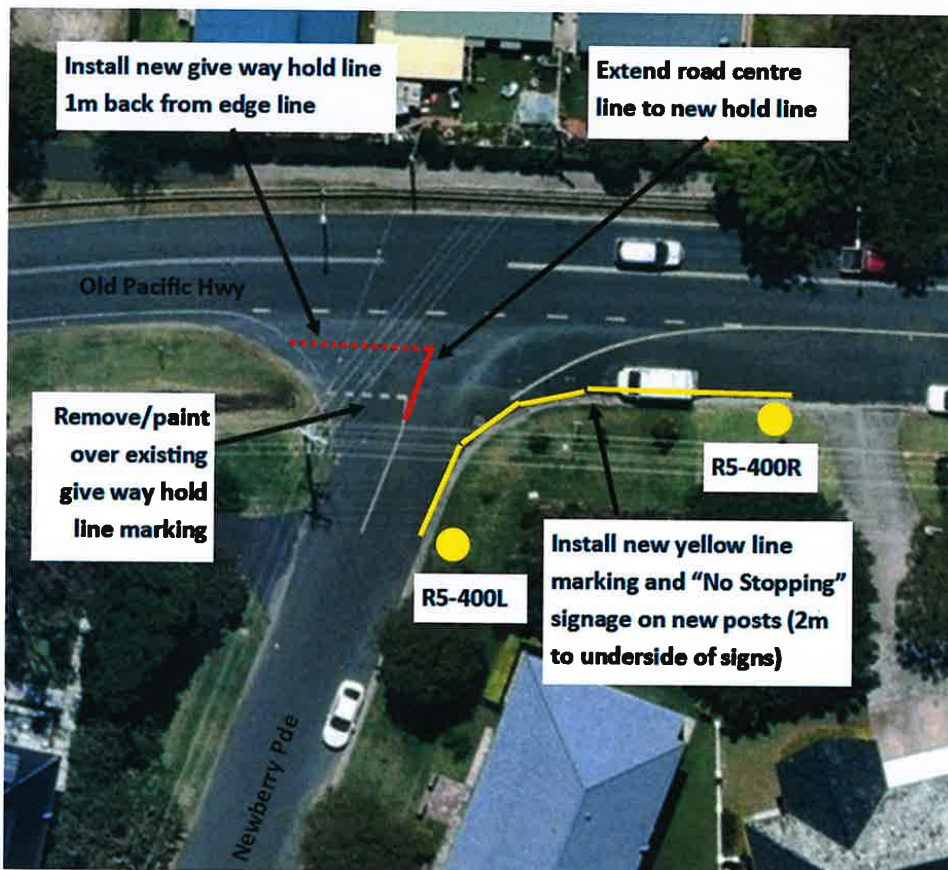 Install new give way hold line
1m back from edge line
Extend road centre
line to new hold line
Old Pacific Hwy
Remove/paint
over existing
give way hold
line marking
R5-400R
R5-400L
Install new yellow line
marking and “No Stopping”
signage on new posts (2m
to underside of signs)
Newberry Pde